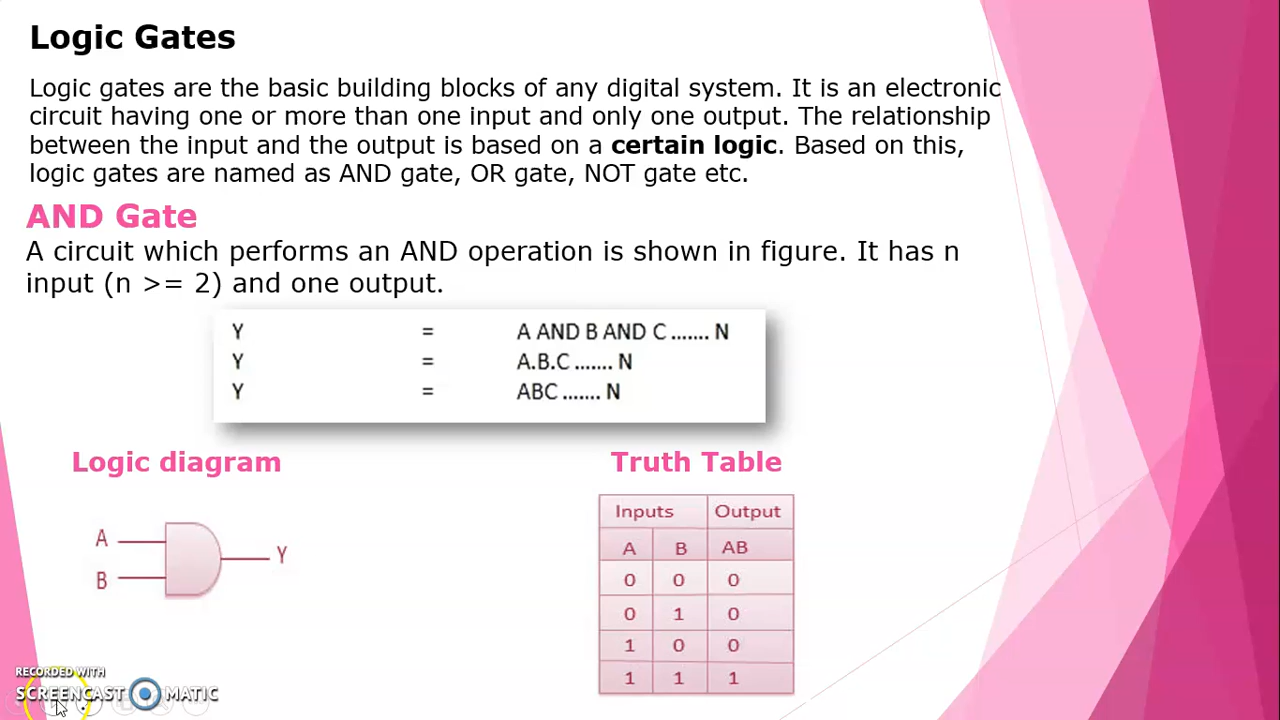 Logic Gates
Logic gates are the basic building blocks of any digital system. It is an electronic
circuit having one or more than one input and only one output. The relationship
between the input and the output is based on a certain logic. Based on this,
logic gates are named as AND gate, OR gate, NOT gate etc.
AND Gate
A circuit which performs an AND operation is shown in figure. It has n
input (n >= 2) and one output.
Y = A AND B AND C ....... N
Y = A.B.C ....... N
Y = ABC ....... N
Logic diagram
A
B
Y
Truth Table
Inputs Output
A B AB
0 0 0
0 1 0
1 0 0
1 1 1
RECORDED WITH
SCREENCAST MATIC